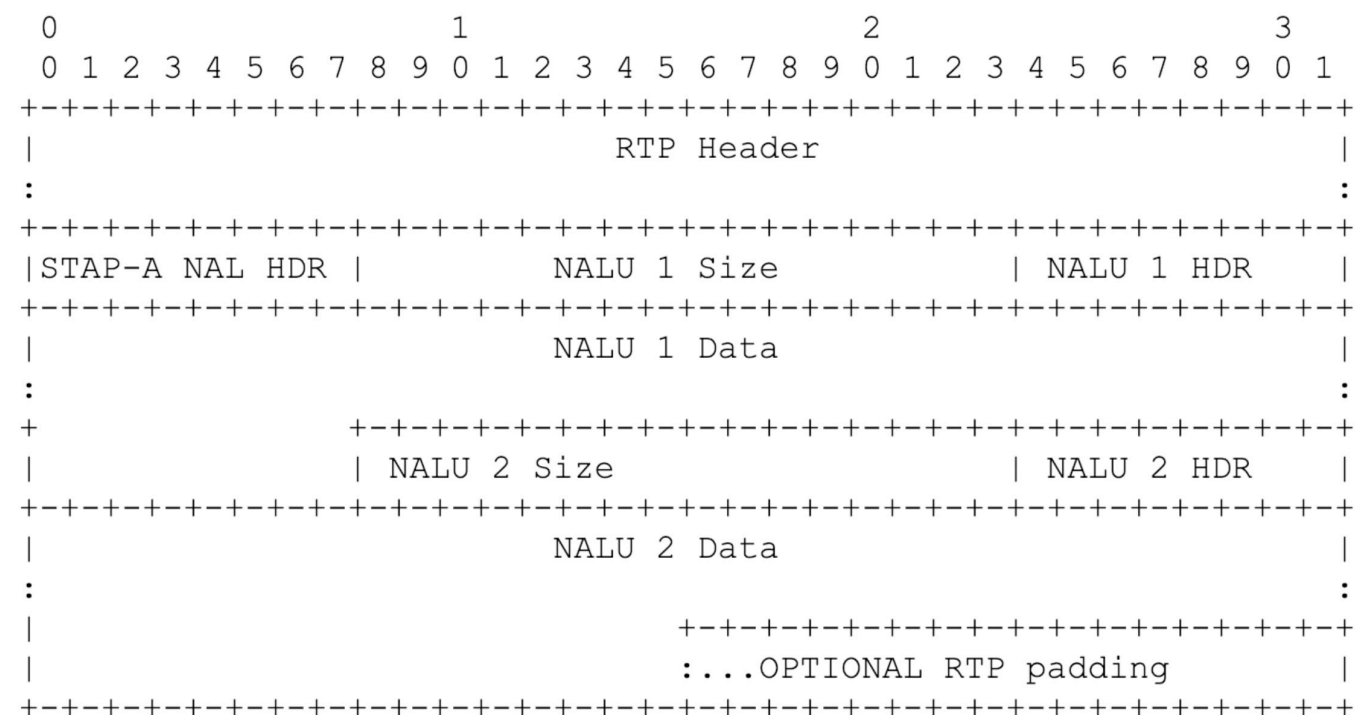 0                   1                   2                   3
 0 1 2 3 4 5 6 7 8 9 0 1 2 3 4 5 6 7 8 9 0 1 2 3 4 5 6 7 8 9 0 1
+-+-+-+-+-+-+-+-+-+-+-+-+-+-+-+-+-+-+-+-+-+-+-+-+-+-+-+-+-+-+-+-+
|                            RTP Header                         |
:                                                               :
+-+-+-+-+-+-+-+-+-+-+-+-+-+-+-+-+-+-+-+-+-+-+-+-+-+-+-+-+-+-+-+-+
|STAP-A NAL HDR |         NALU 1 Size           | NALU 1 HDR    |
+-+-+-+-+-+-+-+-+-+-+-+-+-+-+-+-+-+-+-+-+-+-+-+-+-+-+-+-+-+-+-+-+
|                         NALU 1 Data                           |
:                                                               :
+               +-+-+-+-+-+-+-+-+-+-+-+-+-+-+-+-+-+-+-+-+-+-+-+-+
|               | NALU 2 Size                   | NALU 2 HDR    |
+-+-+-+-+-+-+-+-+-+-+-+-+-+-+-+-+-+-+-+-+-+-+-+-+-+-+-+-+-+-+-+-+
|                         NALU 2 Data                           |
:                                                               :
|                               +-+-+-+-+-+-+-+-+-+-+-+-+-+-+-+-+
|                               :...OPTIONAL RTP padding        |
+-+-+-+-+-+-+-+-+-+-+-+-+-+-+-+-+-+-+-+-+-+-+-+-+-+-+-+-+-+-+-+-+